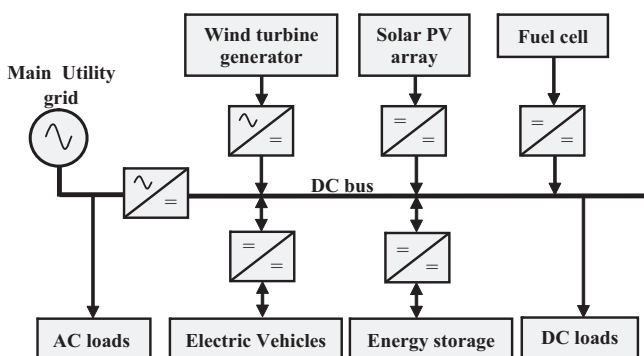 Wind turbine
generator
Solar PV
array
Fuel cell
Main Utility
grid
DC bus
AC loads
Electric Vehicles
Energy storage
DC loads